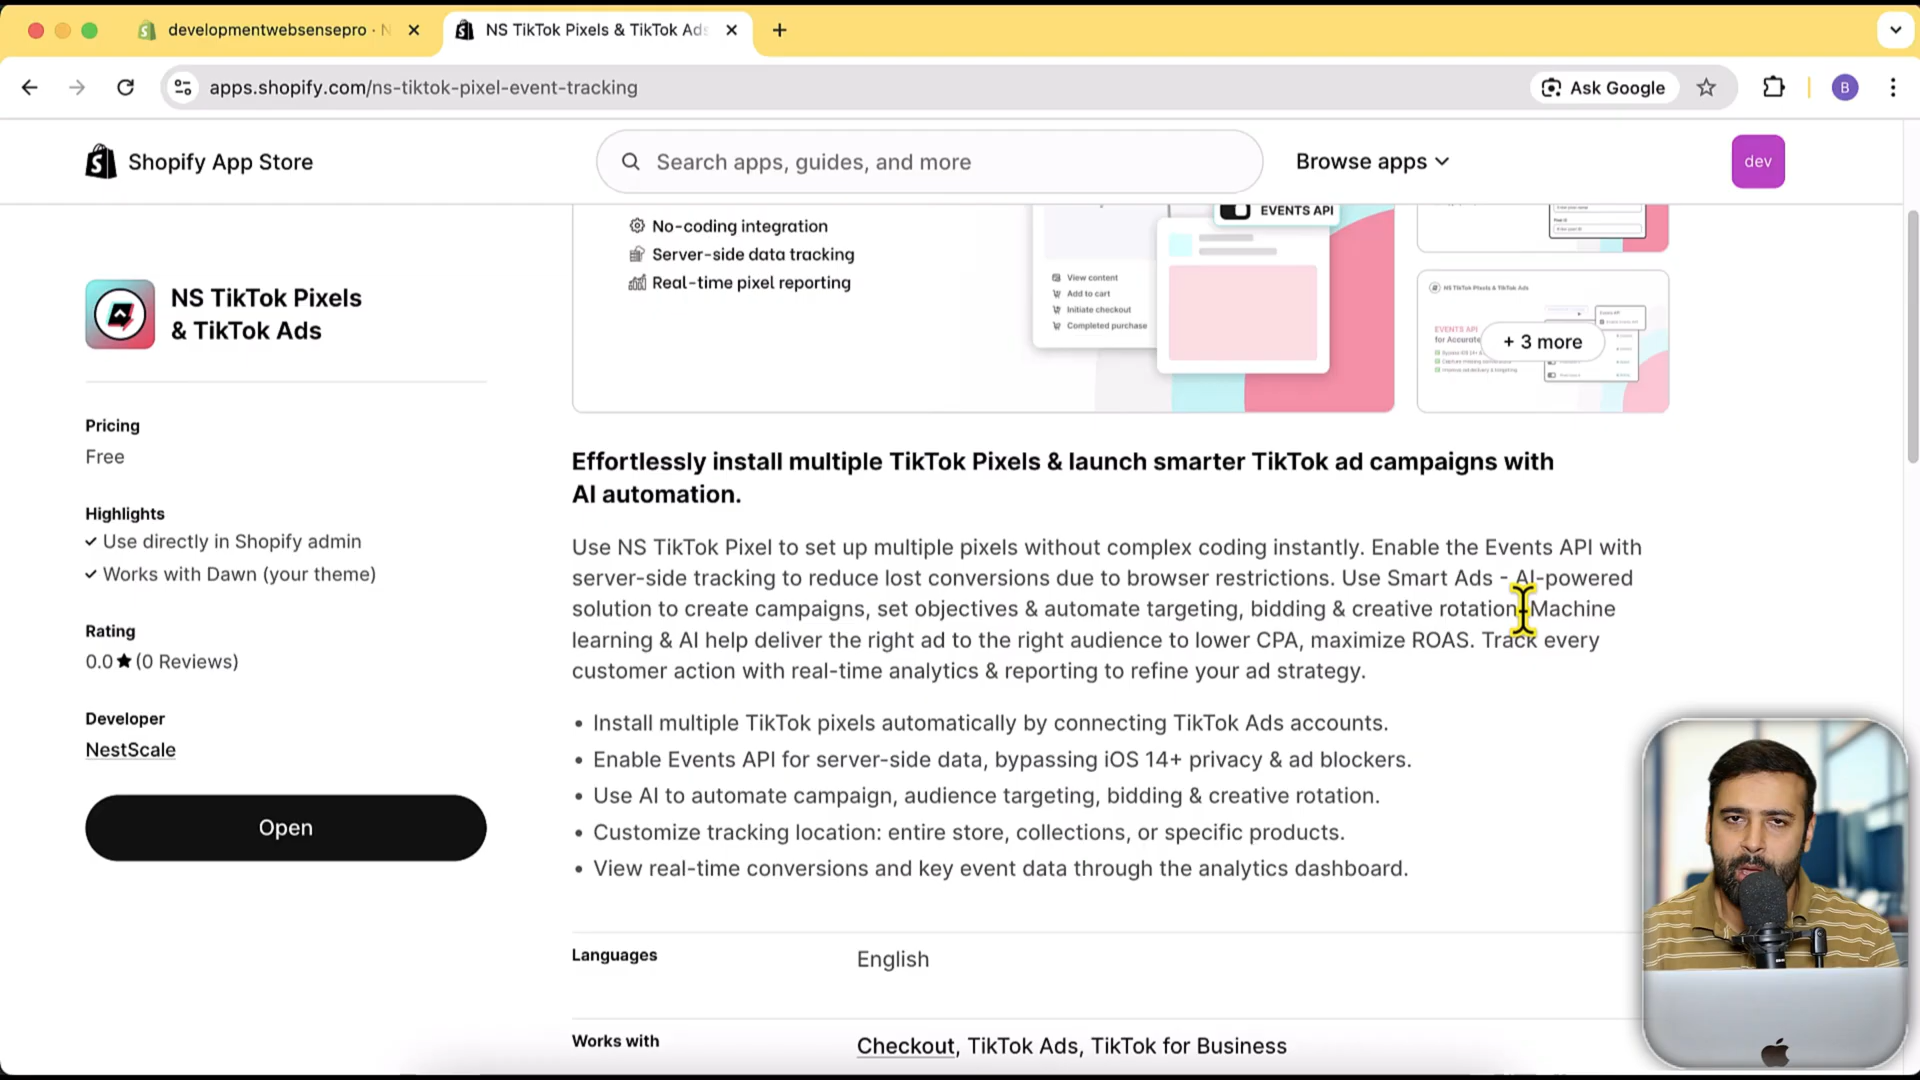 developmentwebsensepro · N
NS TikTok Pixels & TikTok Ads
apps.shopify.com/ns-tiktok-pixel-event-tracking
Ask Google
B
Shopify App Store
Search apps, guides, and more
Browse apps
dev
NS TikTok Pixels
& TikTok Ads
Pricing
Free
Highlights
Use directly in Shopify admin
Works with Dawn (your theme)
Rating
0.0★ (0 Reviews)
Developer
NestScale
Open
No-coding integration
Server-side data tracking
Real-time pixel reporting
EVENTS API
View content
Add to cart
Initiate checkout
Completed purchase
NS TikTok Pixels & TikTok Ads
EVENTS API
for Accurate
+ 3 more
Effortlessly install multiple TikTok Pixels & launch smarter TikTok ad campaigns with
AI automation.
Use NS TikTok Pixel to set up multiple pixels without complex coding instantly. Enable the Events API with
server-side tracking to reduce lost conversions due to browser restrictions. Use Smart Ads - AI-powered
solution to create campaigns, set objectives & automate targeting, bidding & creative rotation. Machine
learning & AI help deliver the right ad to the right audience to lower CPA, maximize ROAS. Track every
customer action with real-time analytics & reporting to refine your ad strategy.
• Install multiple TikTok pixels automatically by connecting TikTok Ads accounts.
• Enable Events API for server-side data, bypassing iOS 14+ privacy & ad blockers.
• Use AI to automate campaign, audience targeting, bidding & creative rotation.
• Customize tracking location: entire store, collections, or specific products.
• View real-time conversions and key event data through the analytics dashboard.
Languages
English
Works with
Checkout, TikTok Ads, TikTok for Business